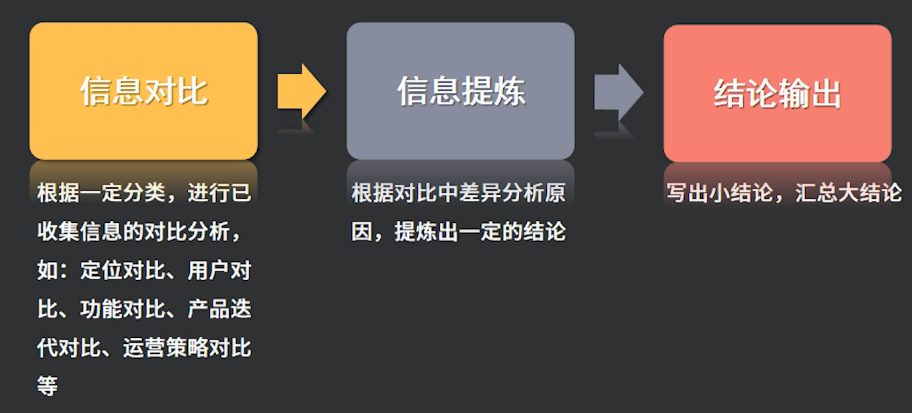 信息对比
信息提炼
结论输出
根据一定分类，进行已
收集信息的对比分析，
如：定位对比、用户对
比、功能对比、产品迭
代对比、运营策略对比
等
根据对比中差异分析原
因，提炼出一定的结论
写出小结论，汇总大结论